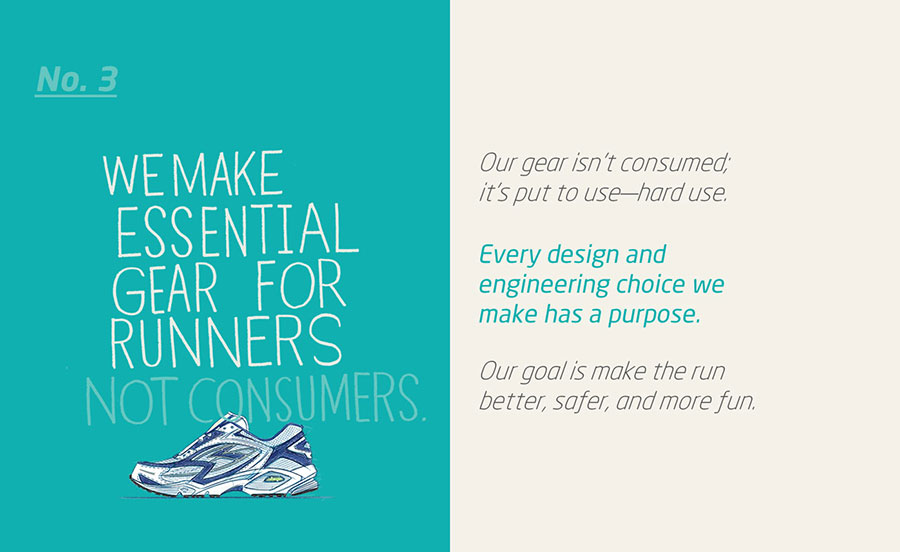 No. 3
WE MAKE
ESSENTIAL
GEAR FOR
RUNNERS
NOT CONSUMERS.
Our gear isn't consumed;
it's put to use—hard use.
Every design and
engineering choice we
make has a purpose.
Our goal is make the run
better, safer, and more fun.